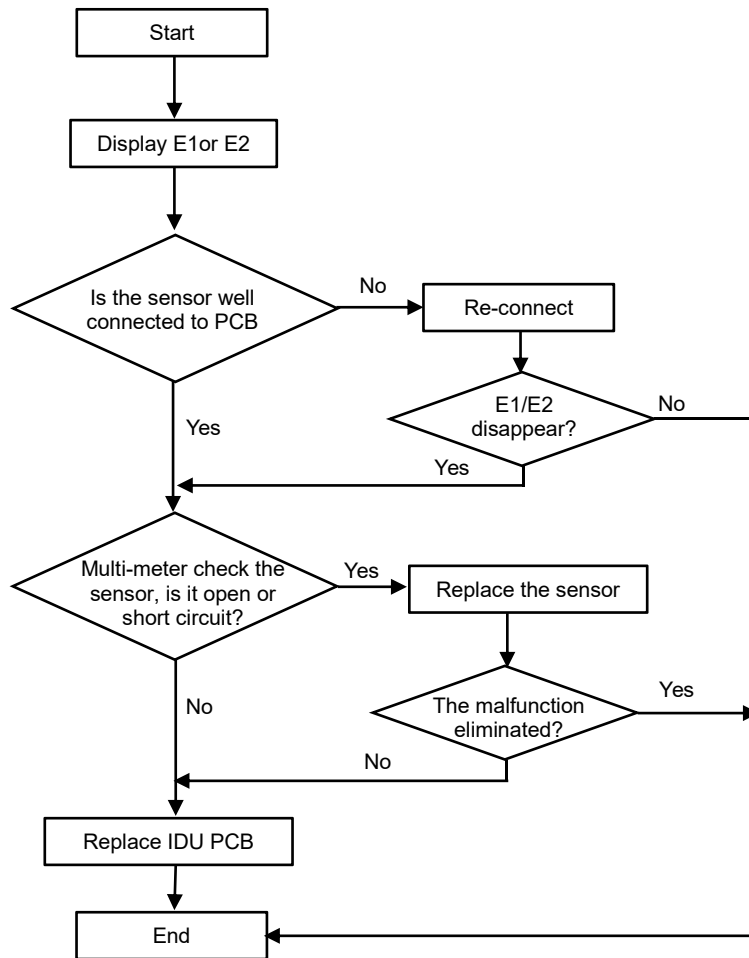 Start
Display E1or E2
Is the sensor well
connected to PCB
No
Re-connect
E1/E2
disappear?
No
Yes
Yes
Multi-meter check the
sensor, is it open or
short circuit?
Yes
Replace the sensor
The malfunction
eliminated?
Yes
No
No
Replace IDU PCB
End